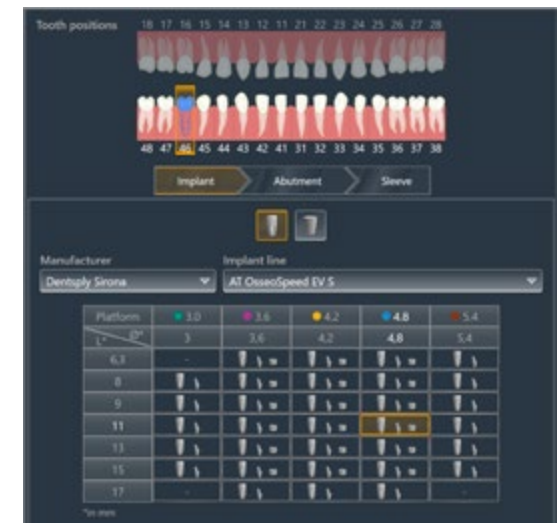 Tooth positions 18 17 16 15 14 13 12 11 21 22 23 24 25 26 27 28
48 47 46 45 44 43 42 41 31 32 33 34 35 36 37 38
Implant Abutment Sleeve
Manufacturer Implant line
Dentsply Sirona AT OsseoSpeed EV S
Platform 3.0 3.6 4.2 4.8 5.4
L* Ø* 3 3,6 4,2 4,8 5,4
6,3 -
8
9
11
13
15
17 - -
*in mm